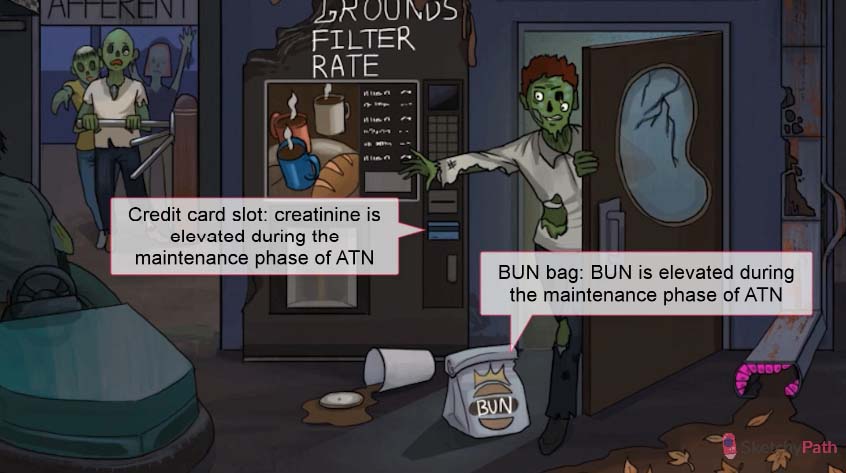 AFFERENT
GROUNDS
FILTER
RATE
Credit card slot: creatinine is
elevated during the
maintenance phase of ATN
BUN bag: BUN is elevated during
the maintenance phase of ATN
BUN
SketchyPath